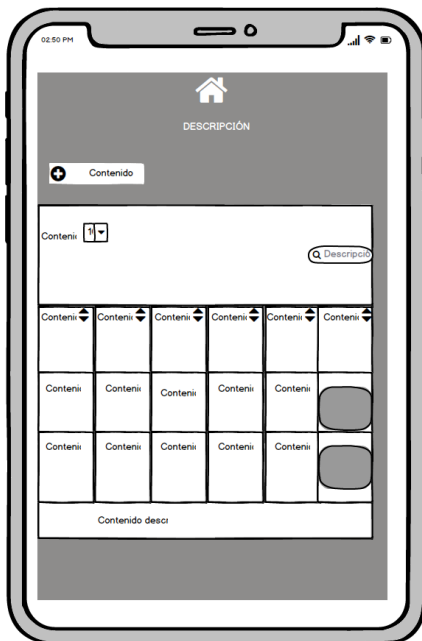 02:50 PM
DESCRIPCIÓN
Contenido
Conteni 1
Descripció
Conteni Conteni Conteni Conteni Conteni Conteni
Conteni Conteni Conteni Conteni Conteni
Conteni Conteni Conteni Conteni Conteni
Contenido descr